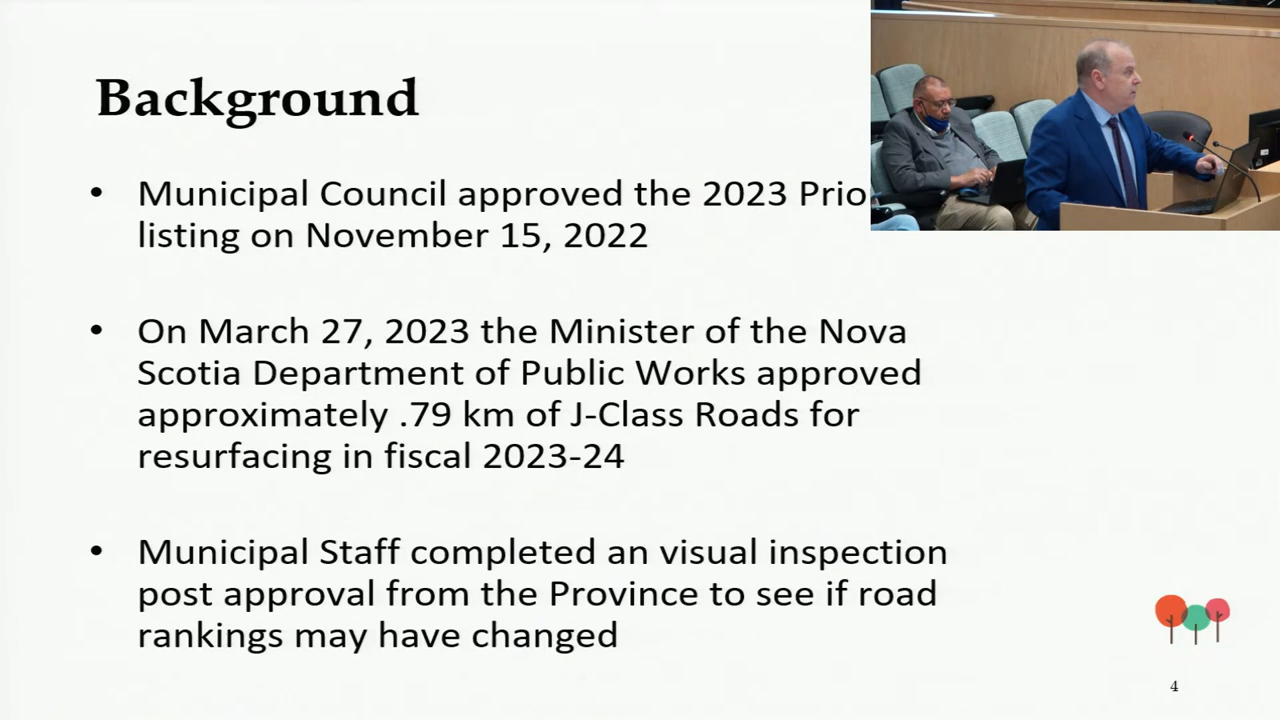 Background
• Municipal Council approved the 2023 Prio
listing on November 15, 2022
• On March 27, 2023 the Minister of the Nova
Scotia Department of Public Works approved
approximately .79 km of J-Class Roads for
resurfacing in fiscal 2023-24
• Municipal Staff completed an visual inspection
post approval from the Province to see if road
rankings may have changed
4